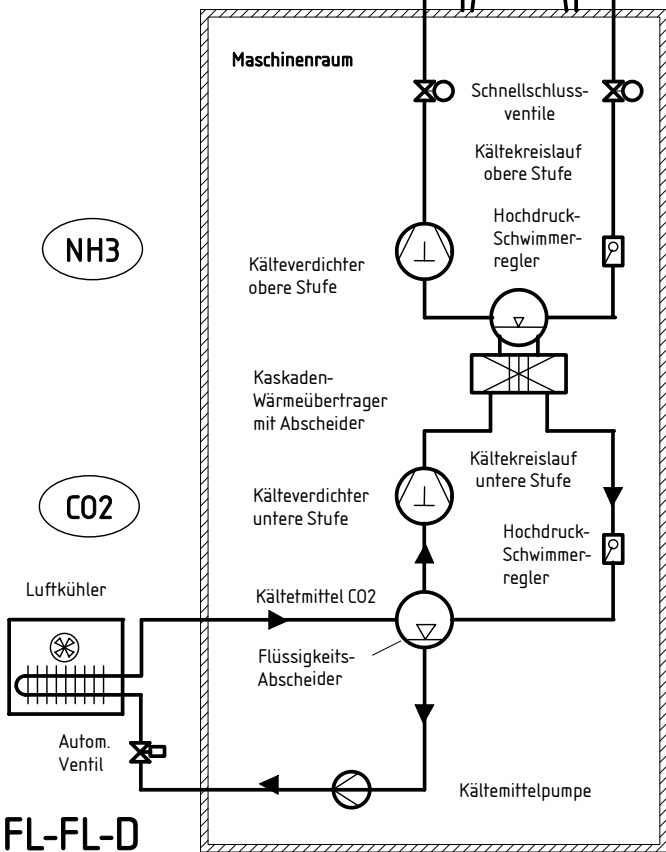 Maschinenraum
Schnellschluss-
ventile
Kältekreislauf
obere Stufe
Hochdruck-
Schwimmer-
regler
NH3
Kälteverdichter
obere Stufe
Kaskaden-
Wärmeübertrager
mit Abscheider
Kältekreislauf
untere Stufe
CO2
Kälteverdichter
untere Stufe
Hochdruck-
Schwimmer-
regler
Luftkühler
Kältetmittel CO2
Flüssigkeits-
Abscheider
Autom.
Ventil
Kältemittelpumpe
FL-FL-D